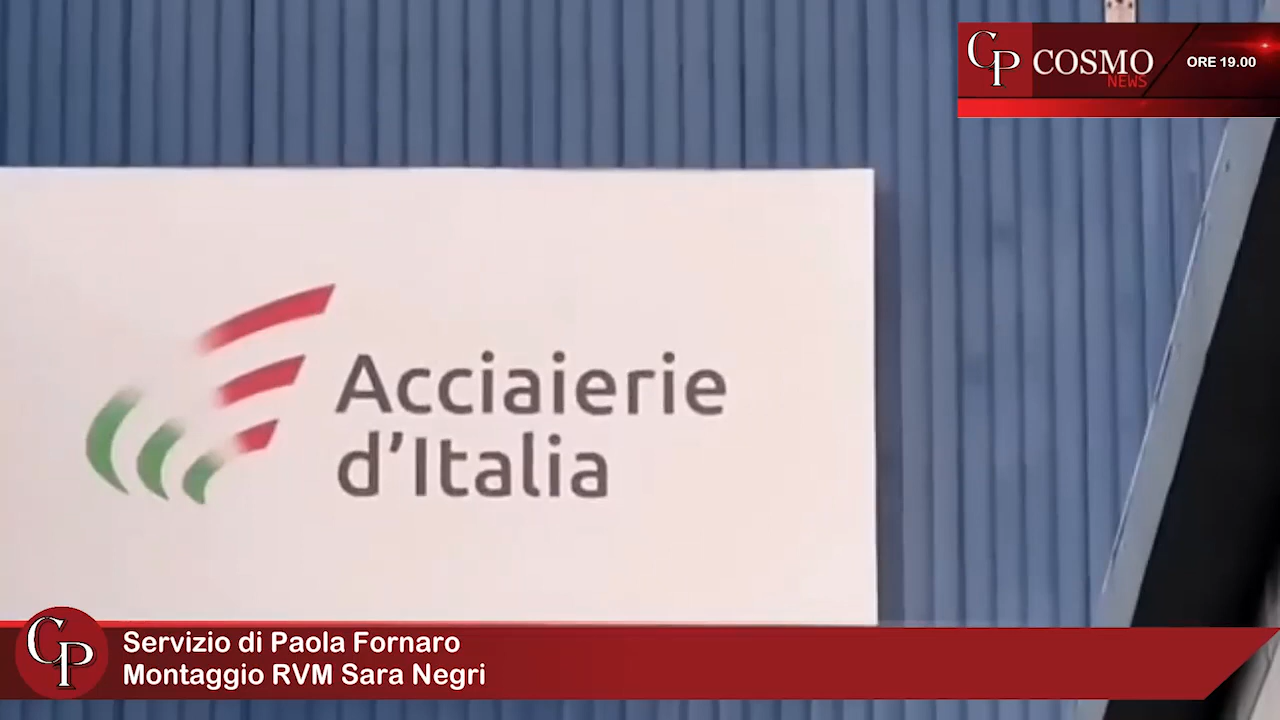 CP COSMO
NEWS
ORE 19.00
Acciaierie
d'Italia
CP
Servizio di Paola Fornaro
Montaggio RVM Sara Negri